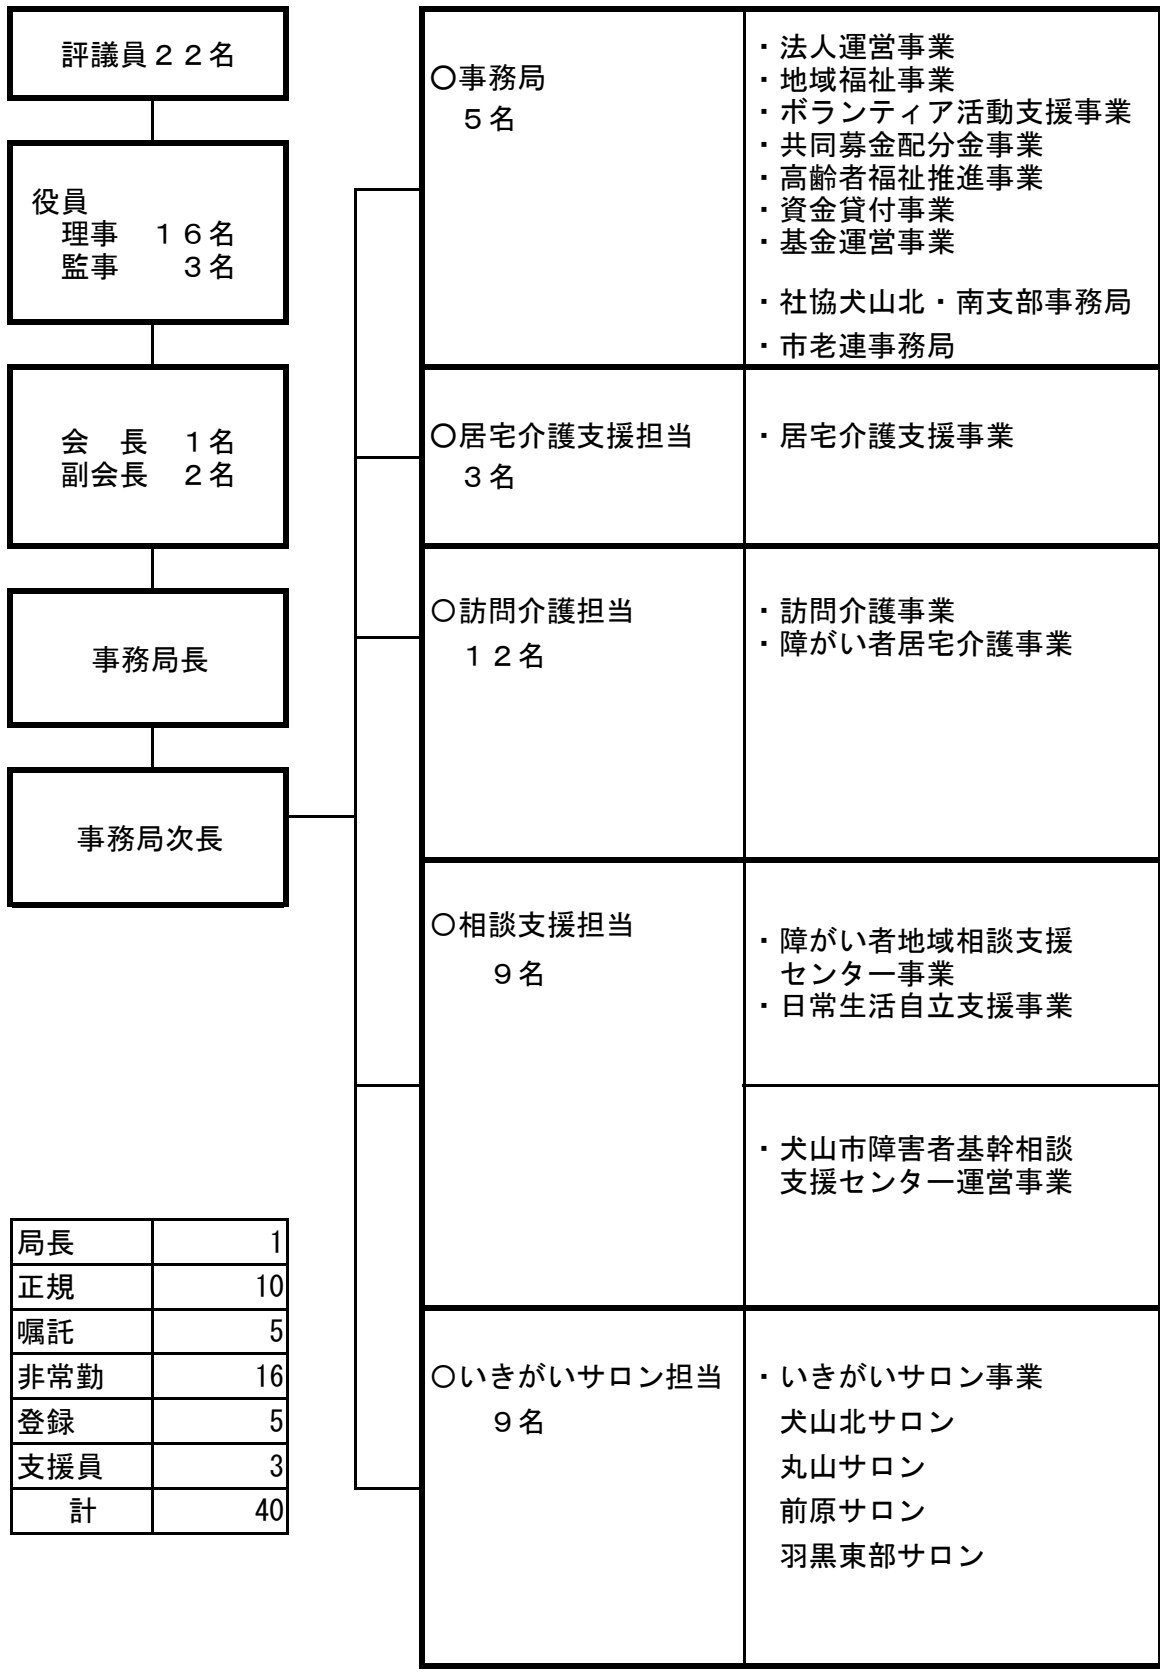 評議員２２名
役員
理事　１６名
監事　　３名
会　長　１名
副会長　２名
事務局長
事務局次長
〇事務局
５名
・法人運営事業
・地域福祉事業
・ボランティア活動支援事業
・共同募金配分金事業
・高齢者福祉推進事業
・資金貸付事業
・基金運営事業
・社協犬山北・南支部事務局
・市老連事務局
〇居宅介護支援担当
３名
・居宅介護支援事業
〇訪問介護担当
１２名
・訪問介護事業
・障がい者居宅介護事業
〇相談支援担当
９名
・障がい者地域相談支援
センター事業
・日常生活自立支援事業
・犬山市障害者基幹相談
支援センター運営事業
〇いきがいサロン担当
９名
・いきがいサロン事業
犬山北サロン
丸山サロン
前原サロン
羽黒東部サロン
局長 1
正規 10
嘱託 5
非常勤 16
登録 5
支援員 3
計 40